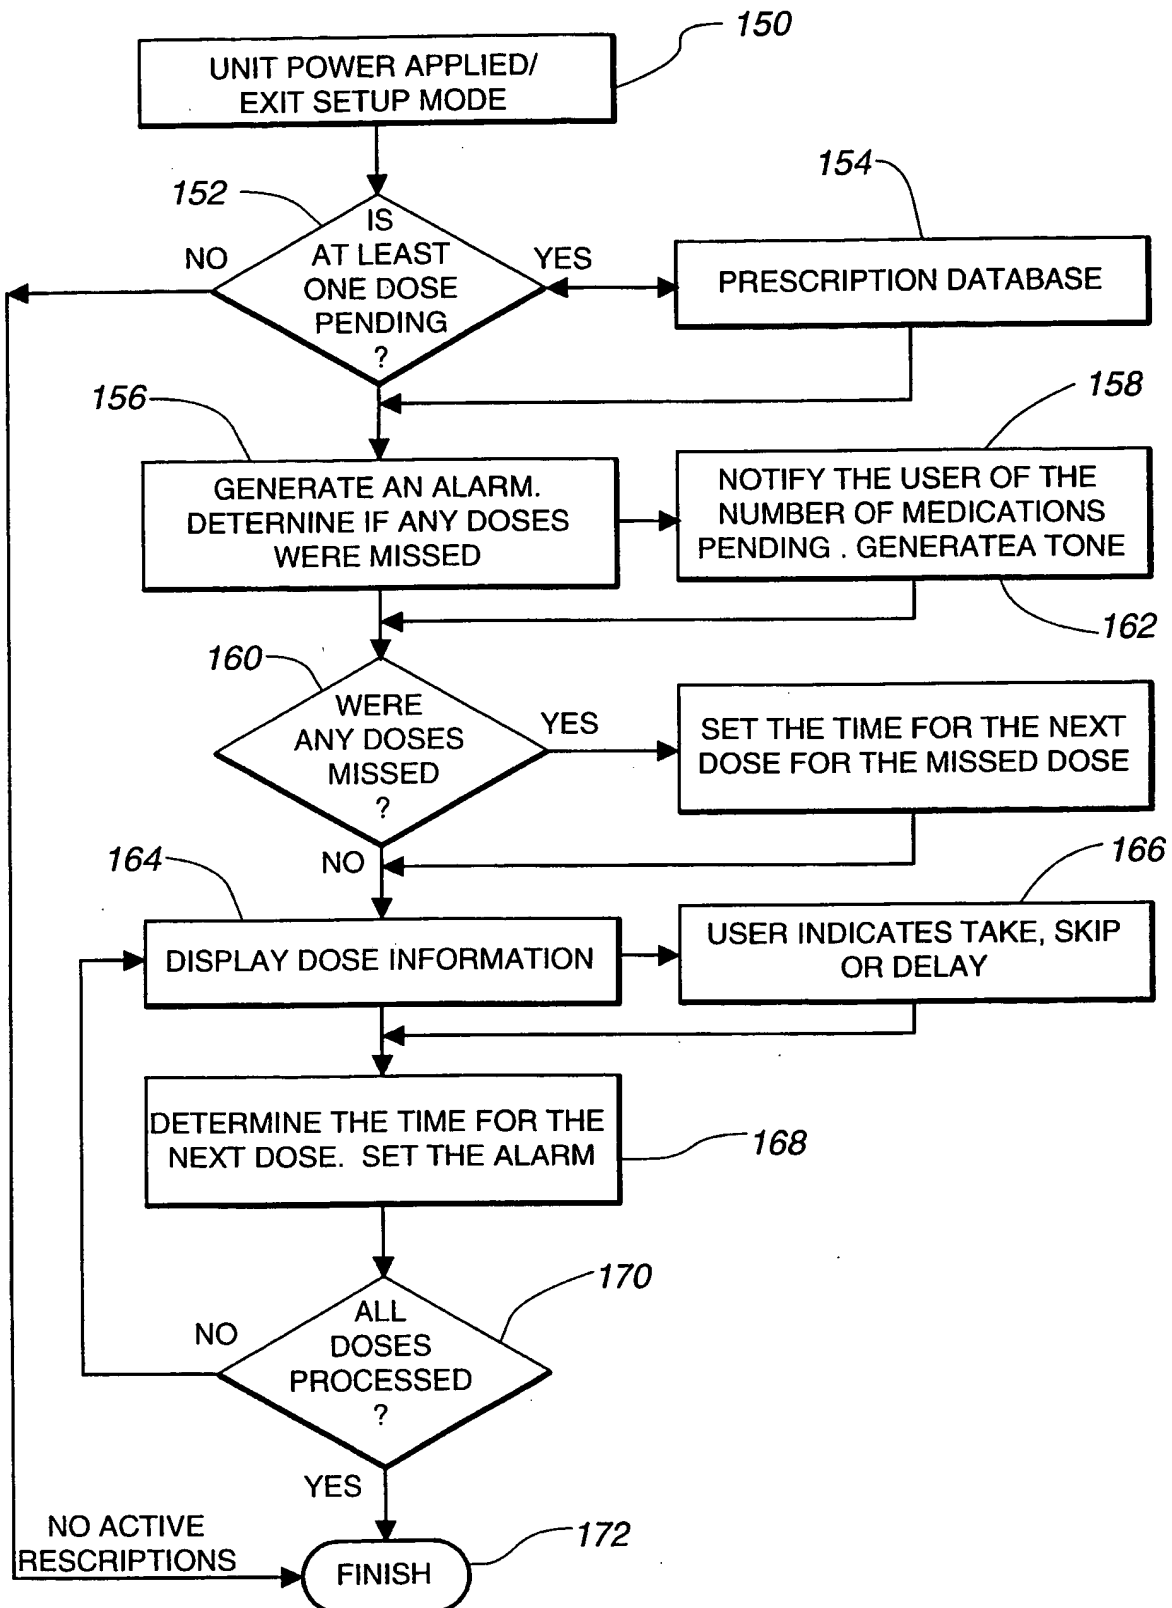 150
UNIT POWER APPLIED/
EXIT SETUP MODE
154
152
IS
AT LEAST
ONE DOSE
PENDING
?
NO
YES
PRESCRIPTION DATABASE
156
158
GENERATE AN ALARM.
DETERNINE IF ANY DOSES
WERE MISSED
NOTIFY THE USER OF THE
NUMBER OF MEDICATIONS
PENDING . GENERATEA TONE
162
160
WERE
ANY DOSES
MISSED
?
YES
SET THE TIME FOR THE NEXT
DOSE FOR THE MISSED DOSE
NO
164
166
DISPLAY DOSE INFORMATION
USER INDICATES TAKE, SKIP
OR DELAY
DETERMINE THE TIME FOR THE
NEXT DOSE. SET THE ALARM
168
170
ALL
DOSES
PROCESSED
?
NO
YES
NO ACTIVE
RESCRIPTIONS
172
FINISH